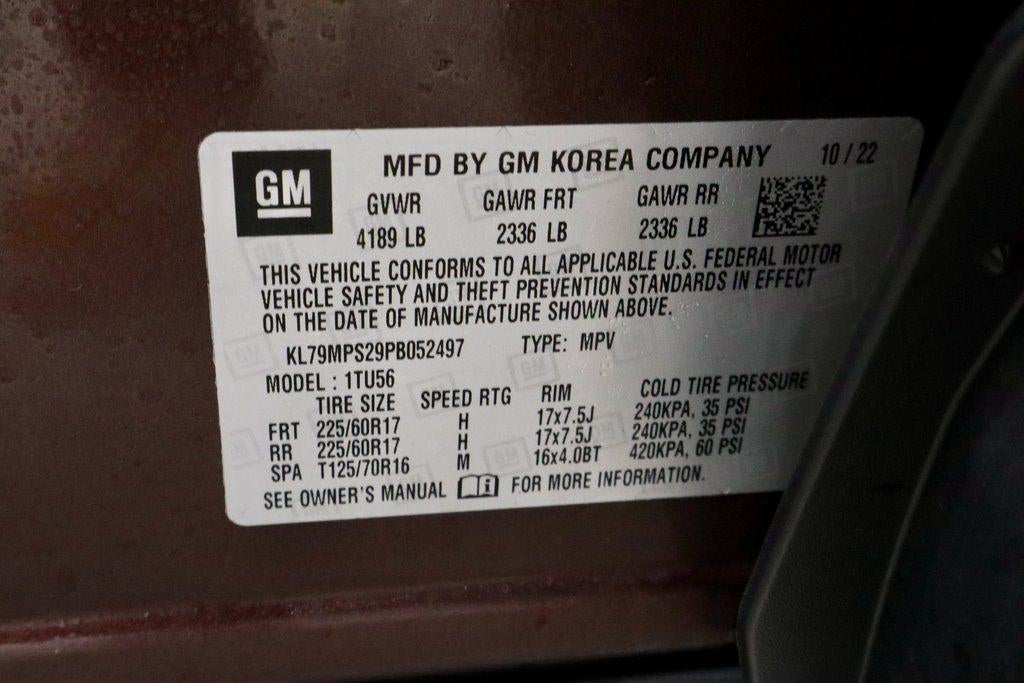 GM MFD BY GM KOREA COMPANY 10 / 22
GVWR GAWR FRT GAWR RR
4189 LB 2336 LB 2336 LB
THIS VEHICLE CONFORMS TO ALL APPLICABLE U.S. FEDERAL MOTOR
VEHICLE SAFETY AND THEFT PREVENTION STANDARDS IN EFFECT
ON THE DATE OF MANUFACTURE SHOWN ABOVE.
KL79MPS29PB052497 TYPE: MPV
MODEL : 1TU56
TIRE SIZE SPEED RTG RIM COLD TIRE PRESSURE
FRT 225/60R17 H 17x7.5J 240KPA, 35 PSI
RR 225/60R17 H 17x7.5J 240KPA, 35 PSI
SPA T125/70R16 M 16x4.0BT 420KPA, 60 PSI
SEE OWNER'S MANUAL FOR MORE INFORMATION.